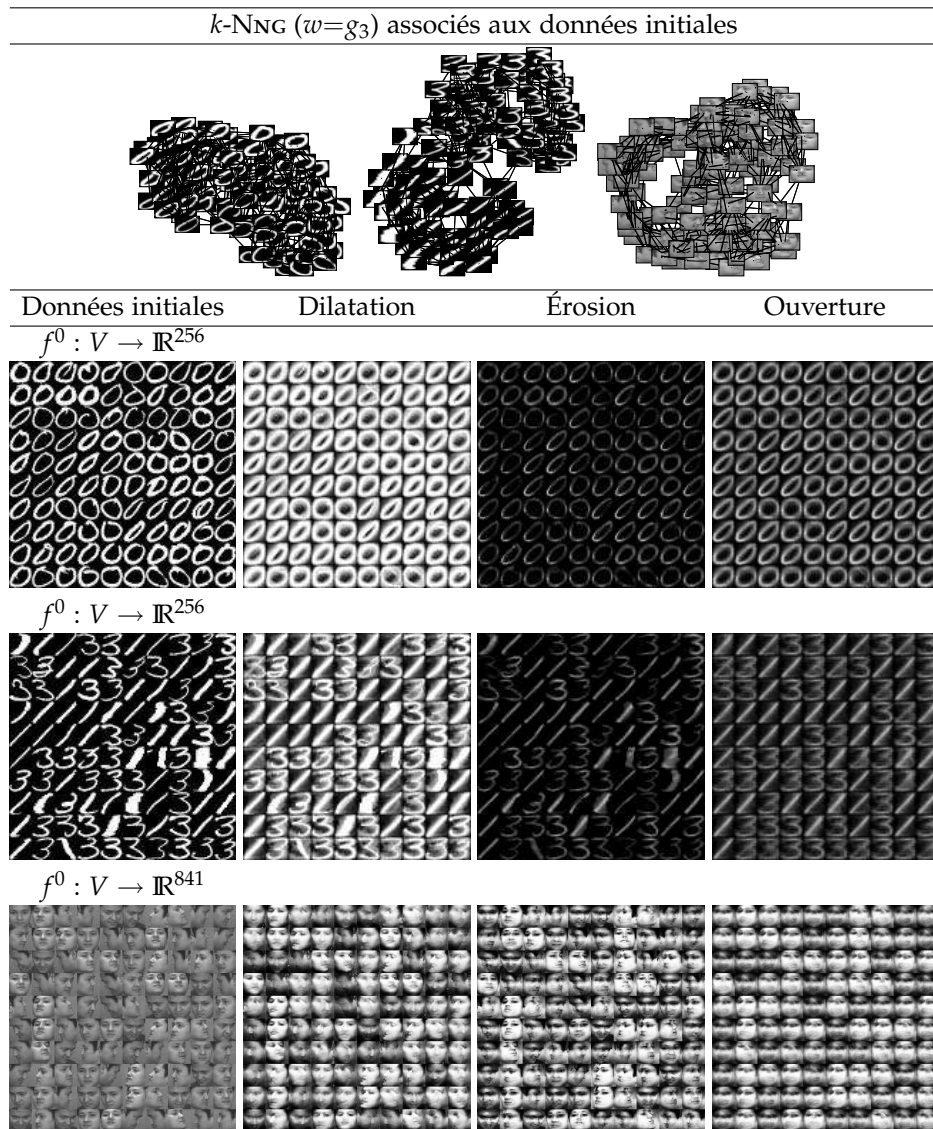 k-NNG (w=g₃) associés aux données initiales
Données initiales Dilatation Érosion Ouverture
f⁰ : V → ℝ²⁵⁶
f⁰ : V → ℝ²⁵⁶
f⁰ : V → ℝ⁸⁴¹